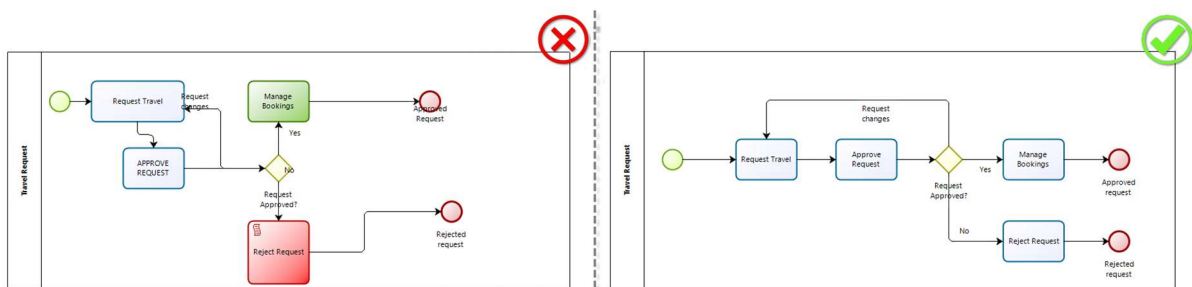 Travel Request
Request Travel
Request
changes
APPROVE
REQUEST
Manage
Bookings
Yes
Approved
Request
No
Request
Approved?
Reject Request
Rejected
request
Travel Request
Request
changes
Request Travel
Approve
Request
Request
Approved?
Yes
Manage
Bookings
Approved
request
No
Reject Request
Rejected
request